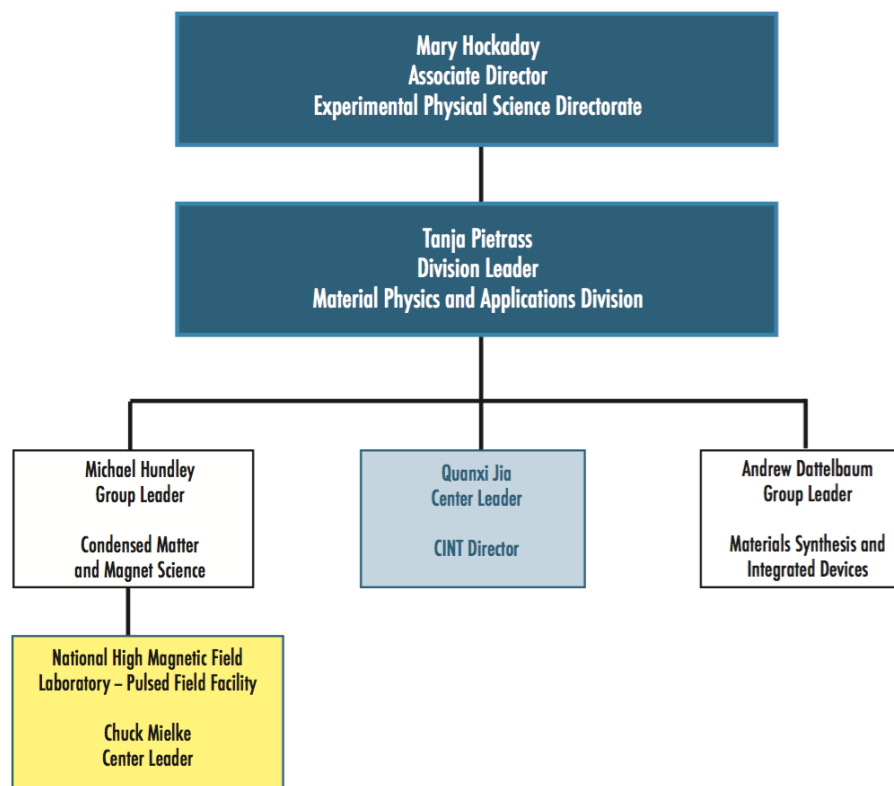 Mary Hockaday
Associate Director
Experimental Physical Science Directorate
Tanja Pietrass
Division Leader
Material Physics and Applications Division
Michael Hundley
Group Leader
Condensed Matter
and Magnet Science
Quanxi Jia
Center Leader
CINT Director
Andrew Dattelbaum
Group Leader
Materials Synthesis and
Integrated Devices
National High Magnetic Field
Laboratory – Pulsed Field Facility
Chuck Mielke
Center Leader